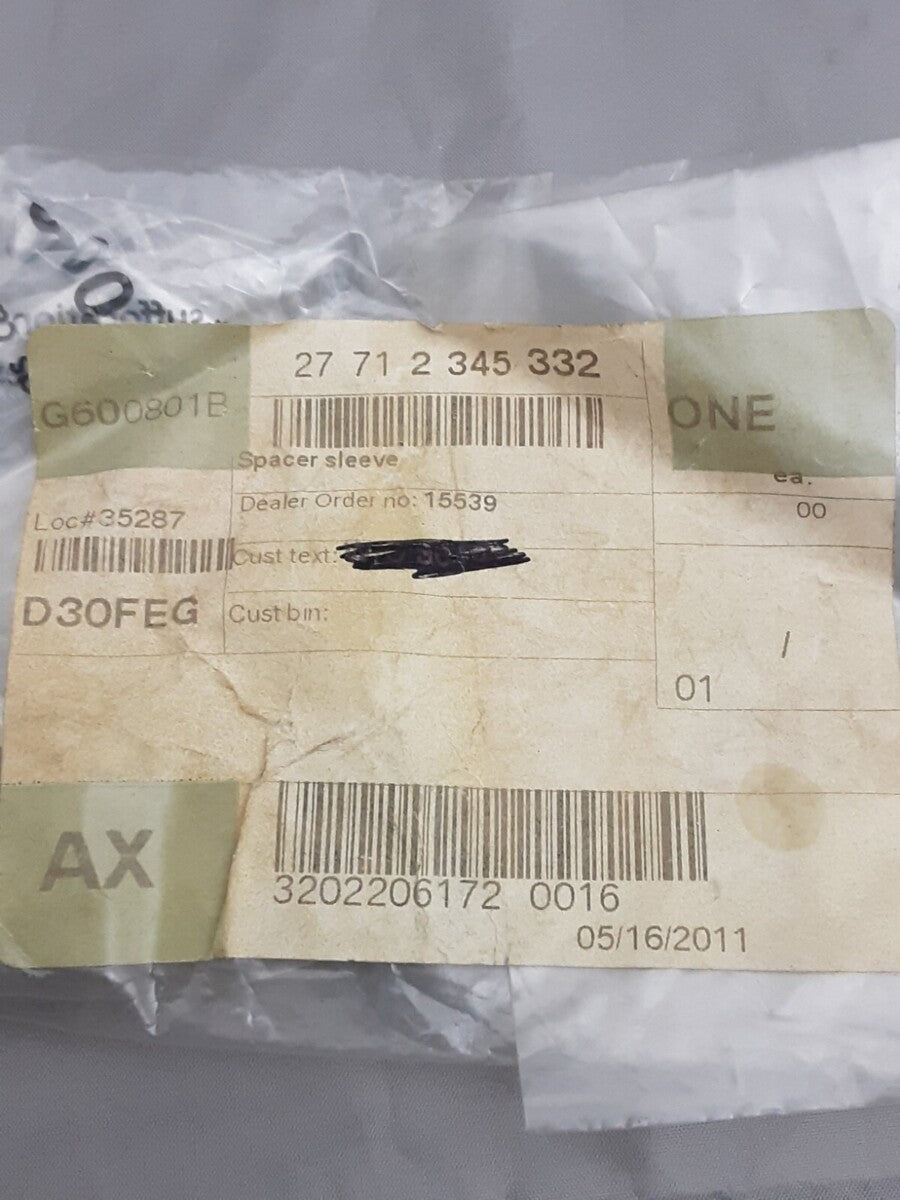 27 71 2 345 332
G600801B
ONE
Spacer sleeve
ea.
Dealer Order no: 15539
00
Loc#35287
Cust text:
D30FEG
Cust bin:
/
01
AX
3202206172 0016
05/16/2011